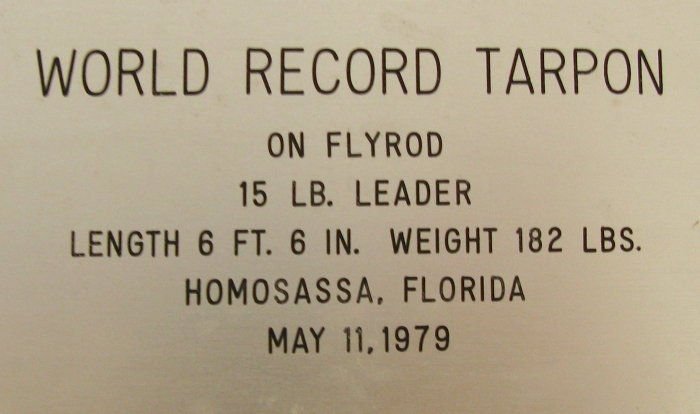 WORLD RECORD TARPON
ON FLYROD
15 LB. LEADER
LENGTH 6 FT. 6 IN. WEIGHT 182 LBS.
HOMOSASSA, FLORIDA
MAY 11, 1979